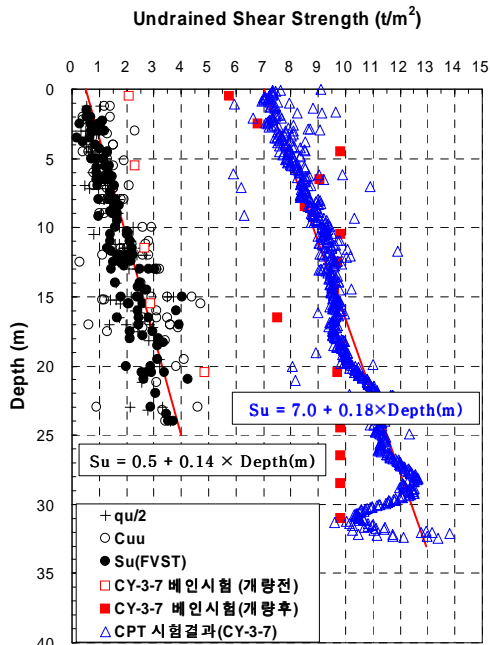 Undrained Shear Strength (t/m²)
0 1 2 3 4 5 6 7 8 9 10 11 12 13 14 15
0
5
10
15
20
25
30
35
40
Depth (m)
Su = 7.0 + 0.18×Depth(m)
Su = 0.5 + 0.14 × Depth(m)
qu/2
Cuu
Su(FVST)
CY-3-7 베인시험 (개량전)
CY-3-7 베인시험 (개량후)
CPT 시험결과(CY-3-7)